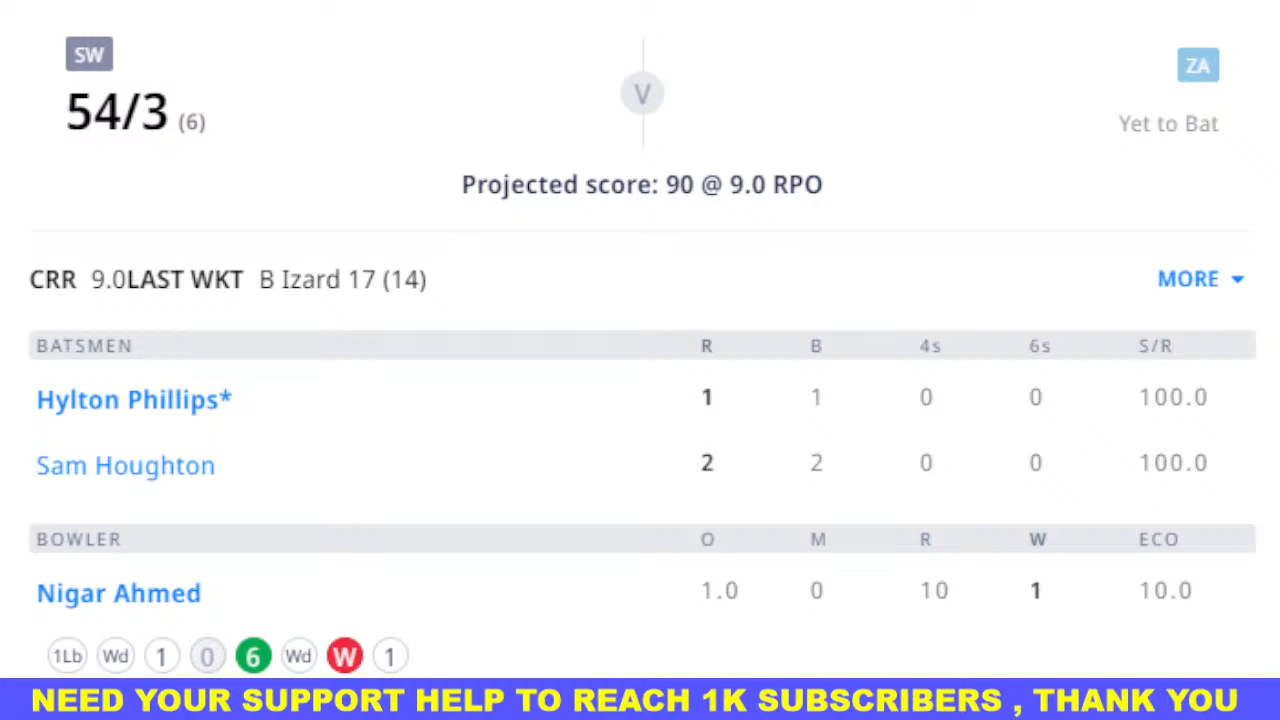 SW
54/3 (6)
V
ZA
Yet to Bat
Projected score: 90 @ 9.0 RPO
CRR 9.0LAST WKT B Izard 17 (14)
MORE
BATSMEN R B 4s 6s S/R
Hylton Phillips* 1 1 0 0 100.0
Sam Houghton 2 2 0 0 100.0
BOWLER O M R W ECO
Nigar Ahmed 1.0 0 10 1 10.0
1Lb Wd 1 0 6 Wd W 1
NEED YOUR SUPPORT HELP TO REACH 1K SUBSCRIBERS , THANK YOU